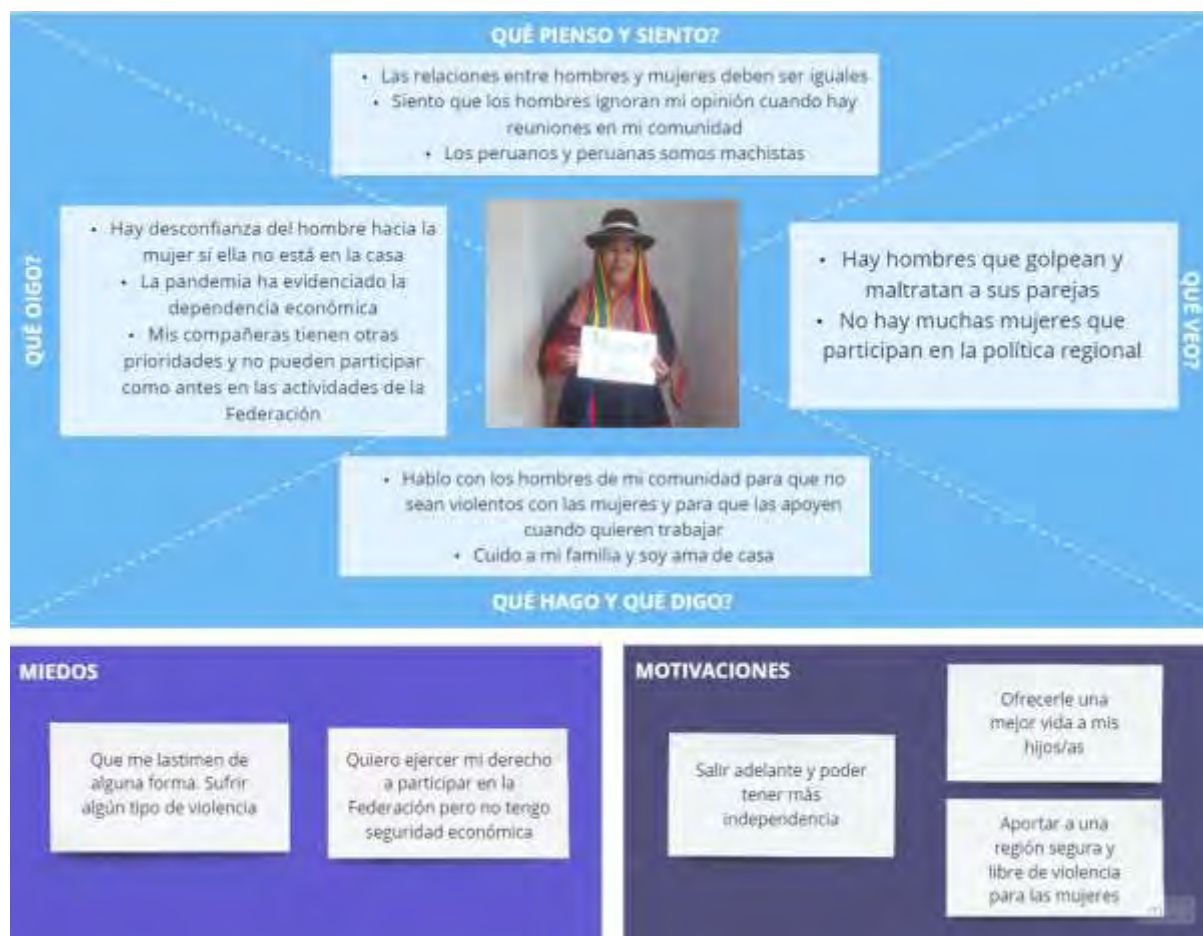 QUÉ PIENSO Y SIENTO?
• Las relaciones entre hombres y mujeres deben ser iguales
• Siento que los hombres ignoran mi opinión cuando hay
reuniones en mi comunidad
• Los peruanos y peruanas somos machistas
QUÉ OIGO?
• Hay desconfianza del hombre hacia la
mujer si ella no está en la casa
• La pandemia ha evidenciado la
dependencia económica
• Mis compañeras tienen otras
prioridades y no pueden participar
como antes en las actividades de la
Federación
• Hay hombres que golpean y
maltratan a sus parejas
• No hay muchas mujeres que
participan en la política regional
QUÉ VEO?
• Hablo con los hombres de mi comunidad para que no
sean violentos con las mujeres y para que las apoyen
cuando quieren trabajar
• Cuido a mi familia y soy ama de casa
QUÉ HAGO Y QUÉ DIGO?
MIEDOS
Que me lastimen de
alguna forma. Sufrir
algún tipo de violencia
Quiero ejercer mi derecho
a participar en la
Federación pero no tengo
seguridad económica
MOTIVACIONES
Salir adelante y poder
tener más
independencia
Ofrecerle una
mejor vida a mis
hijos/as
Aportar a una
región segura y
libre de violencia
para las mujeres